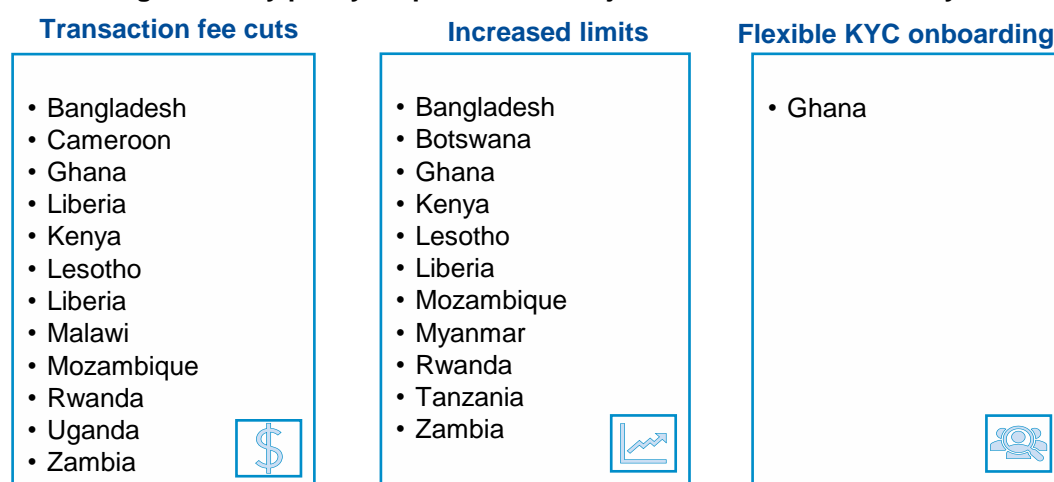 Transaction fee cuts
• Bangladesh
• Cameroon
• Ghana
• Liberia
• Kenya
• Lesotho
• Liberia
• Malawi
• Mozambique
• Rwanda
• Uganda
• Zambia
Increased limits
• Bangladesh
• Botswana
• Ghana
• Kenya
• Lesotho
• Liberia
• Mozambique
• Myanmar
• Rwanda
• Tanzania
• Zambia
Flexible KYC onboarding
• Ghana